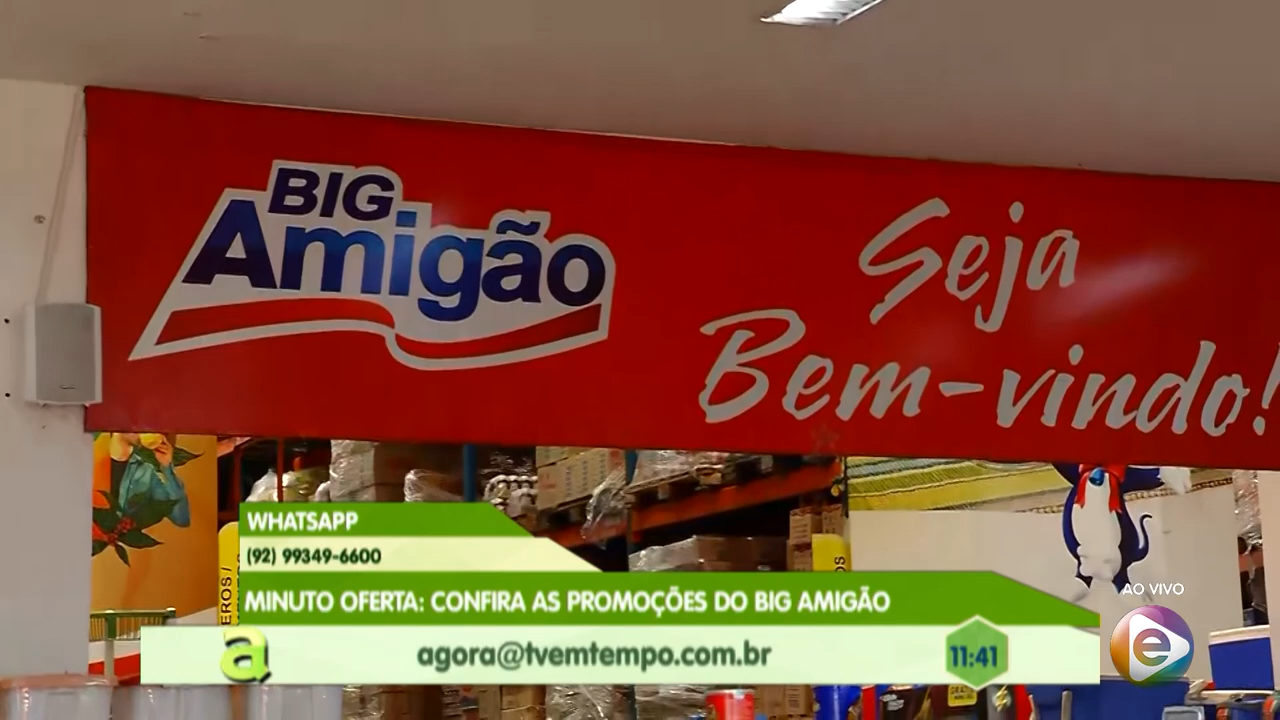 BIG
Amigão
Seja
Bem-vindo!
WHATSAPP
(92) 99349-6600
MINUTO OFERTA: CONFIRA AS PROMOÇÕES DO BIG AMIGÃO
a
agora@tvemtempo.com.br
11:41
AO VIVO
e